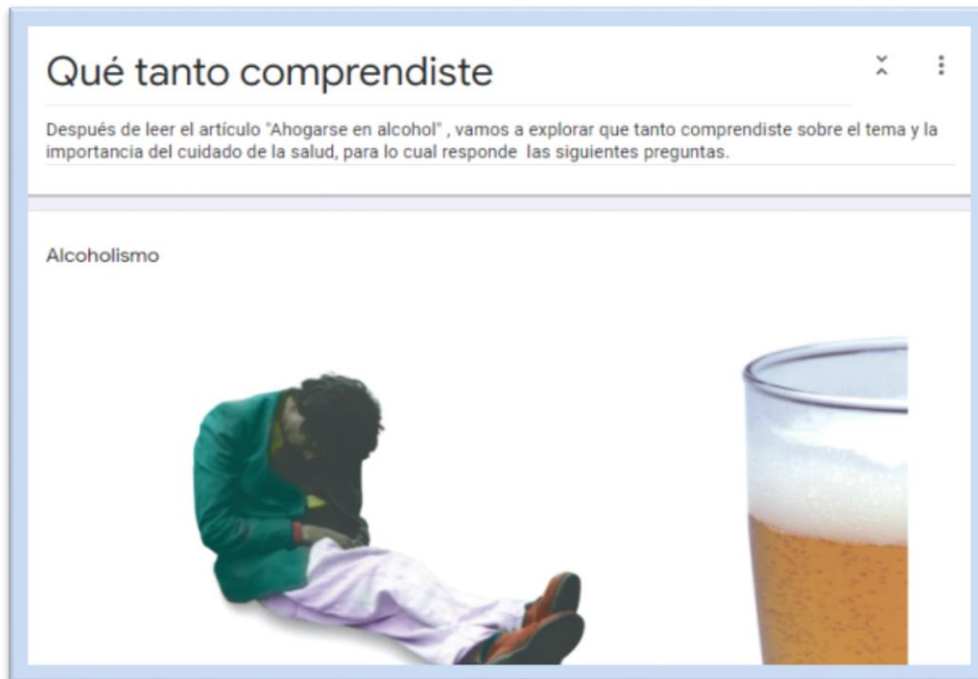 Qué tanto comprendiste
Después de leer el artículo "Ahogarse en alcohol" , vamos a explorar que tanto comprendiste sobre el tema y la
importancia del cuidado de la salud, para lo cual responde  las siguientes preguntas.
Alcoholismo